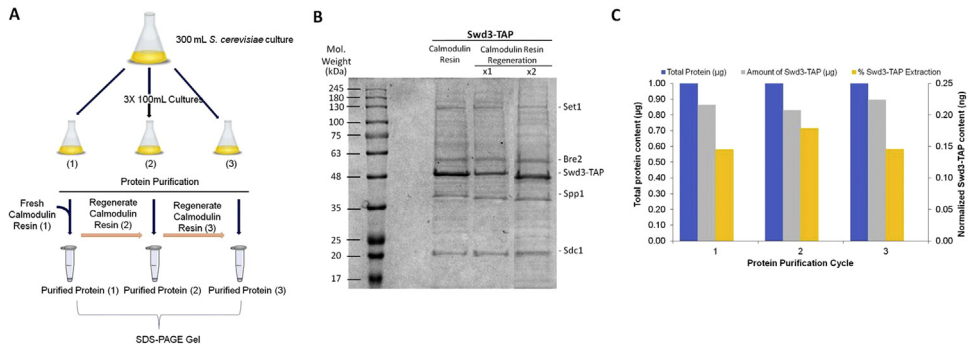 A
300 mL S. cerevisiae culture
3X 100mL Cultures
(1)
(2)
(3)
Protein Purification
Fresh
Calmodulin
Resin (1)
Regenerate
Calmodulin
Resin (2)
Regenerate
Calmodulin
Resin (3)
Purified Protein (1)
Purified Protein (2)
Purified Protein (3)
SDS-PAGE Gel
B
Swd3-TAP
Mol.
Weight
(kDa)
Calmodulin
Resin
Calmodulin Resin
Regeneration
x1
x2
245
180
130
100
75
63
48
35
25
20
17
Set1
Bre2
Swd3-TAP
Spp1
Sdc1
C
Total Protein (µg)
Amount of Swd3-TAP (µg)
% Swd3-TAP Extraction
Total protein content (µg)
1.00
0.90
0.80
0.70
0.60
0.50
0.40
0.30
0.20
0.10
0.00
0.25
0.20
0.15
0.10
0.05
0.00
Normalized Swd3-TAP content (ng)
1
2
3
Protein Purification Cycle